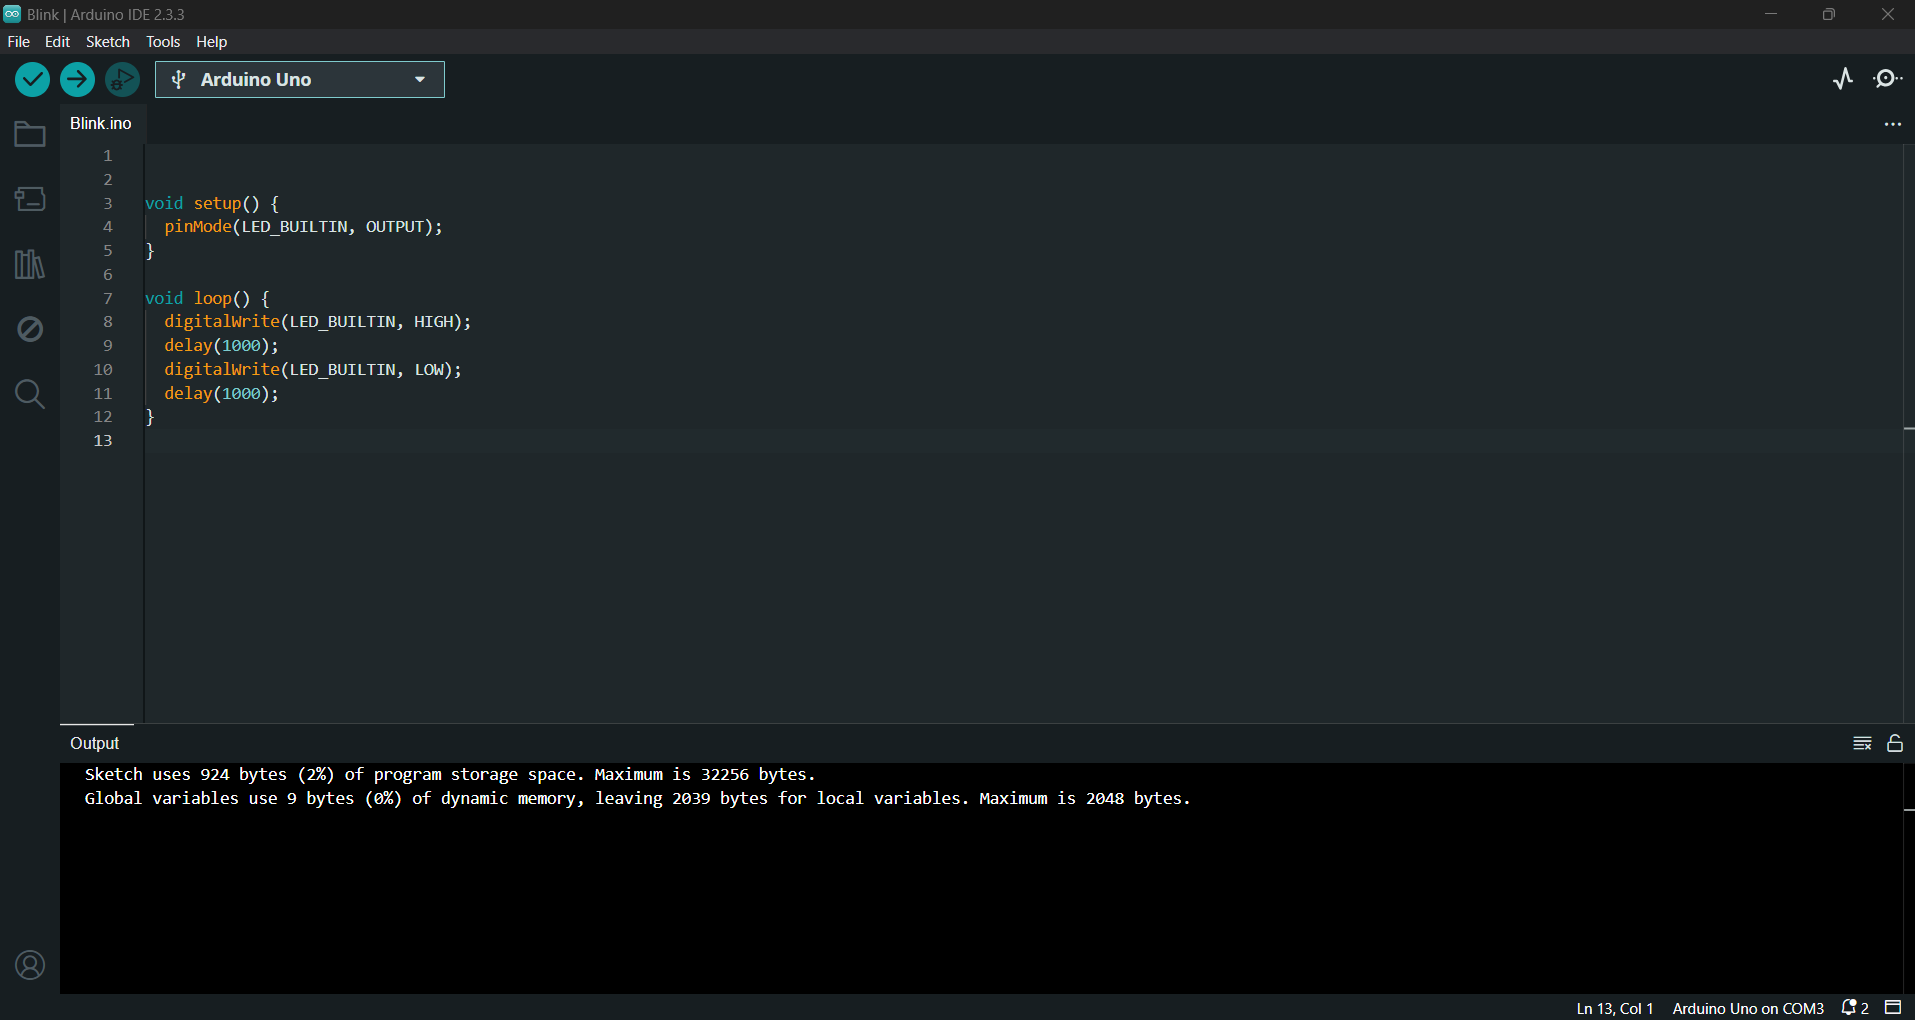 Blink | Arduino IDE 2.3.3
File Edit Sketch Tools Help
Arduino Uno
Blink.ino
1
2
3 void setup() {
4   pinMode(LED_BUILTIN, OUTPUT);
5 }
6
7 void loop() {
8   digitalWrite(LED_BUILTIN, HIGH);
9   delay(1000);
10   digitalWrite(LED_BUILTIN, LOW);
11   delay(1000);
12 }
13
Output
Sketch uses 924 bytes (2%) of program storage space. Maximum is 32256 bytes.
Global variables use 9 bytes (0%) of dynamic memory, leaving 2039 bytes for local variables. Maximum is 2048 bytes.
Ln 13, Col 1 Arduino Uno on COM3 2